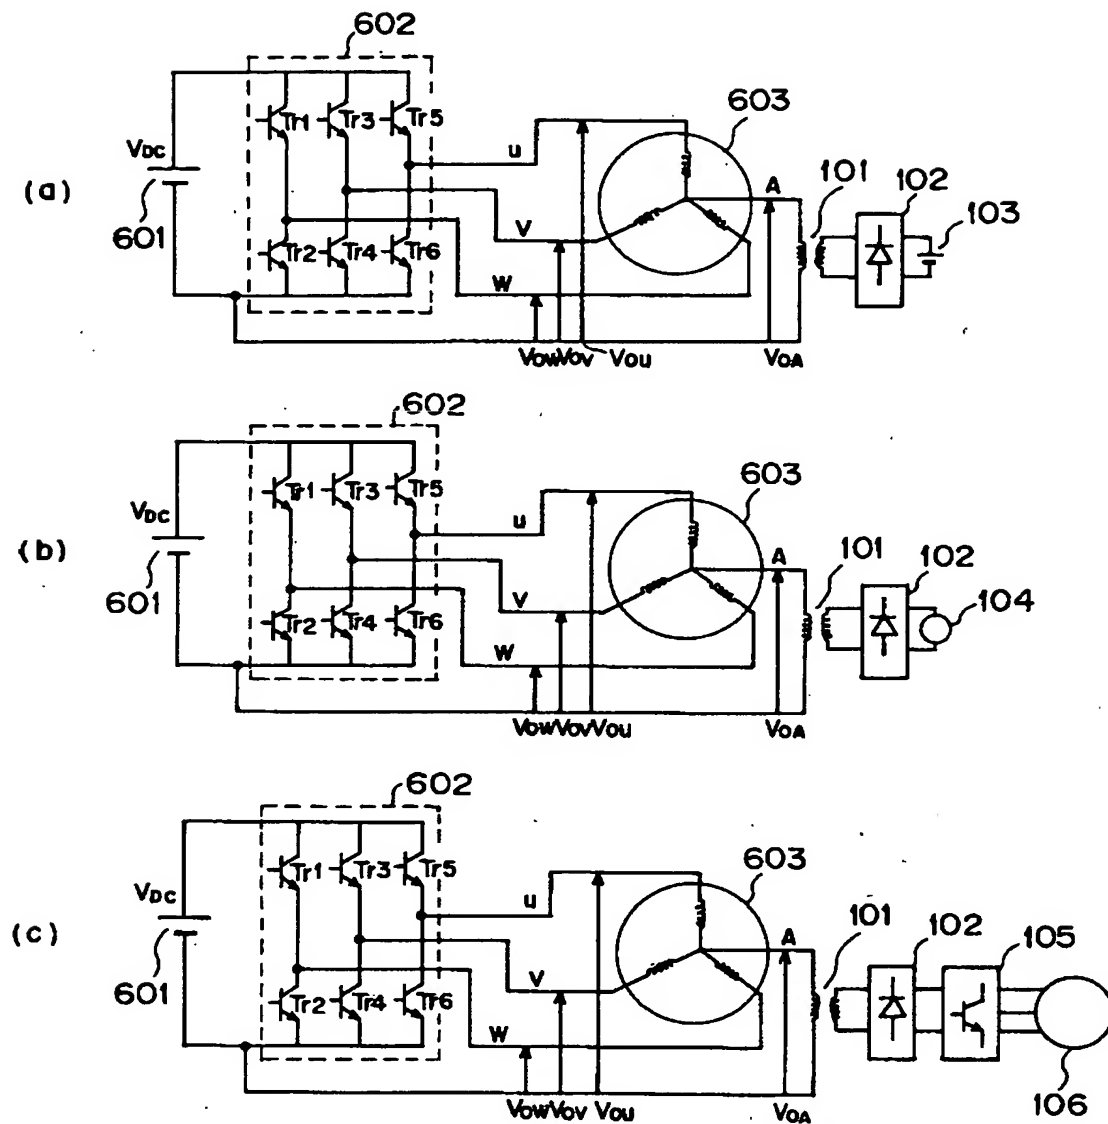 602
603
Tr1 Tr3 Tr5
VDC
u
A
101
102
103
(a)
601
V
Tr2 Tr4 Tr6
W
VOW VOV VOU
VOA
602
603
Tr1 Tr3 Tr5
VDC
u
A
101
102
(b)
104
601
V
Tr2 Tr4 Tr6
W
VOW VOV VOU
VOA
602
603
Tr1 Tr3 Tr5
VDC
u
A
101
102
105
(c)
601
V
Tr2 Tr4 Tr6
W
106
VOW VOV VOU
VOA